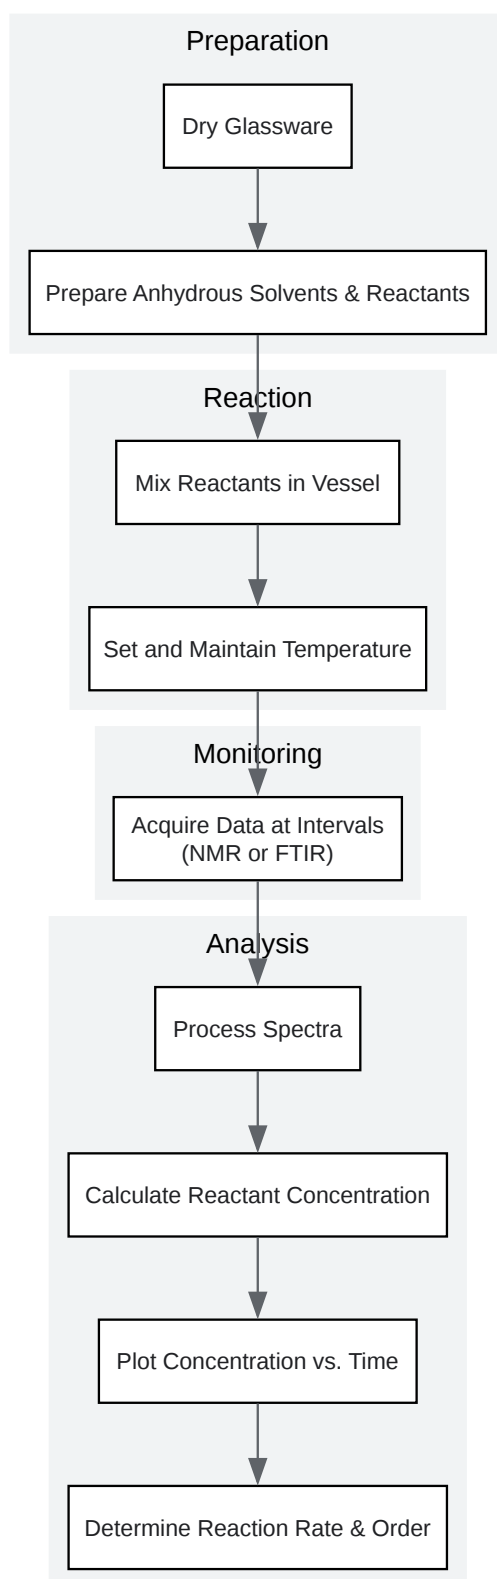 Preparation
Dry Glassware
Prepare Anhydrous Solvents & Reactants
Reaction
Mix Reactants in Vessel
Set and Maintain Temperature
Monitoring
Acquire Data at Intervals
(NMR or FTIR)
Analysis
Process Spectra
Calculate Reactant Concentration
Plot Concentration vs. Time
Determine Reaction Rate & Order